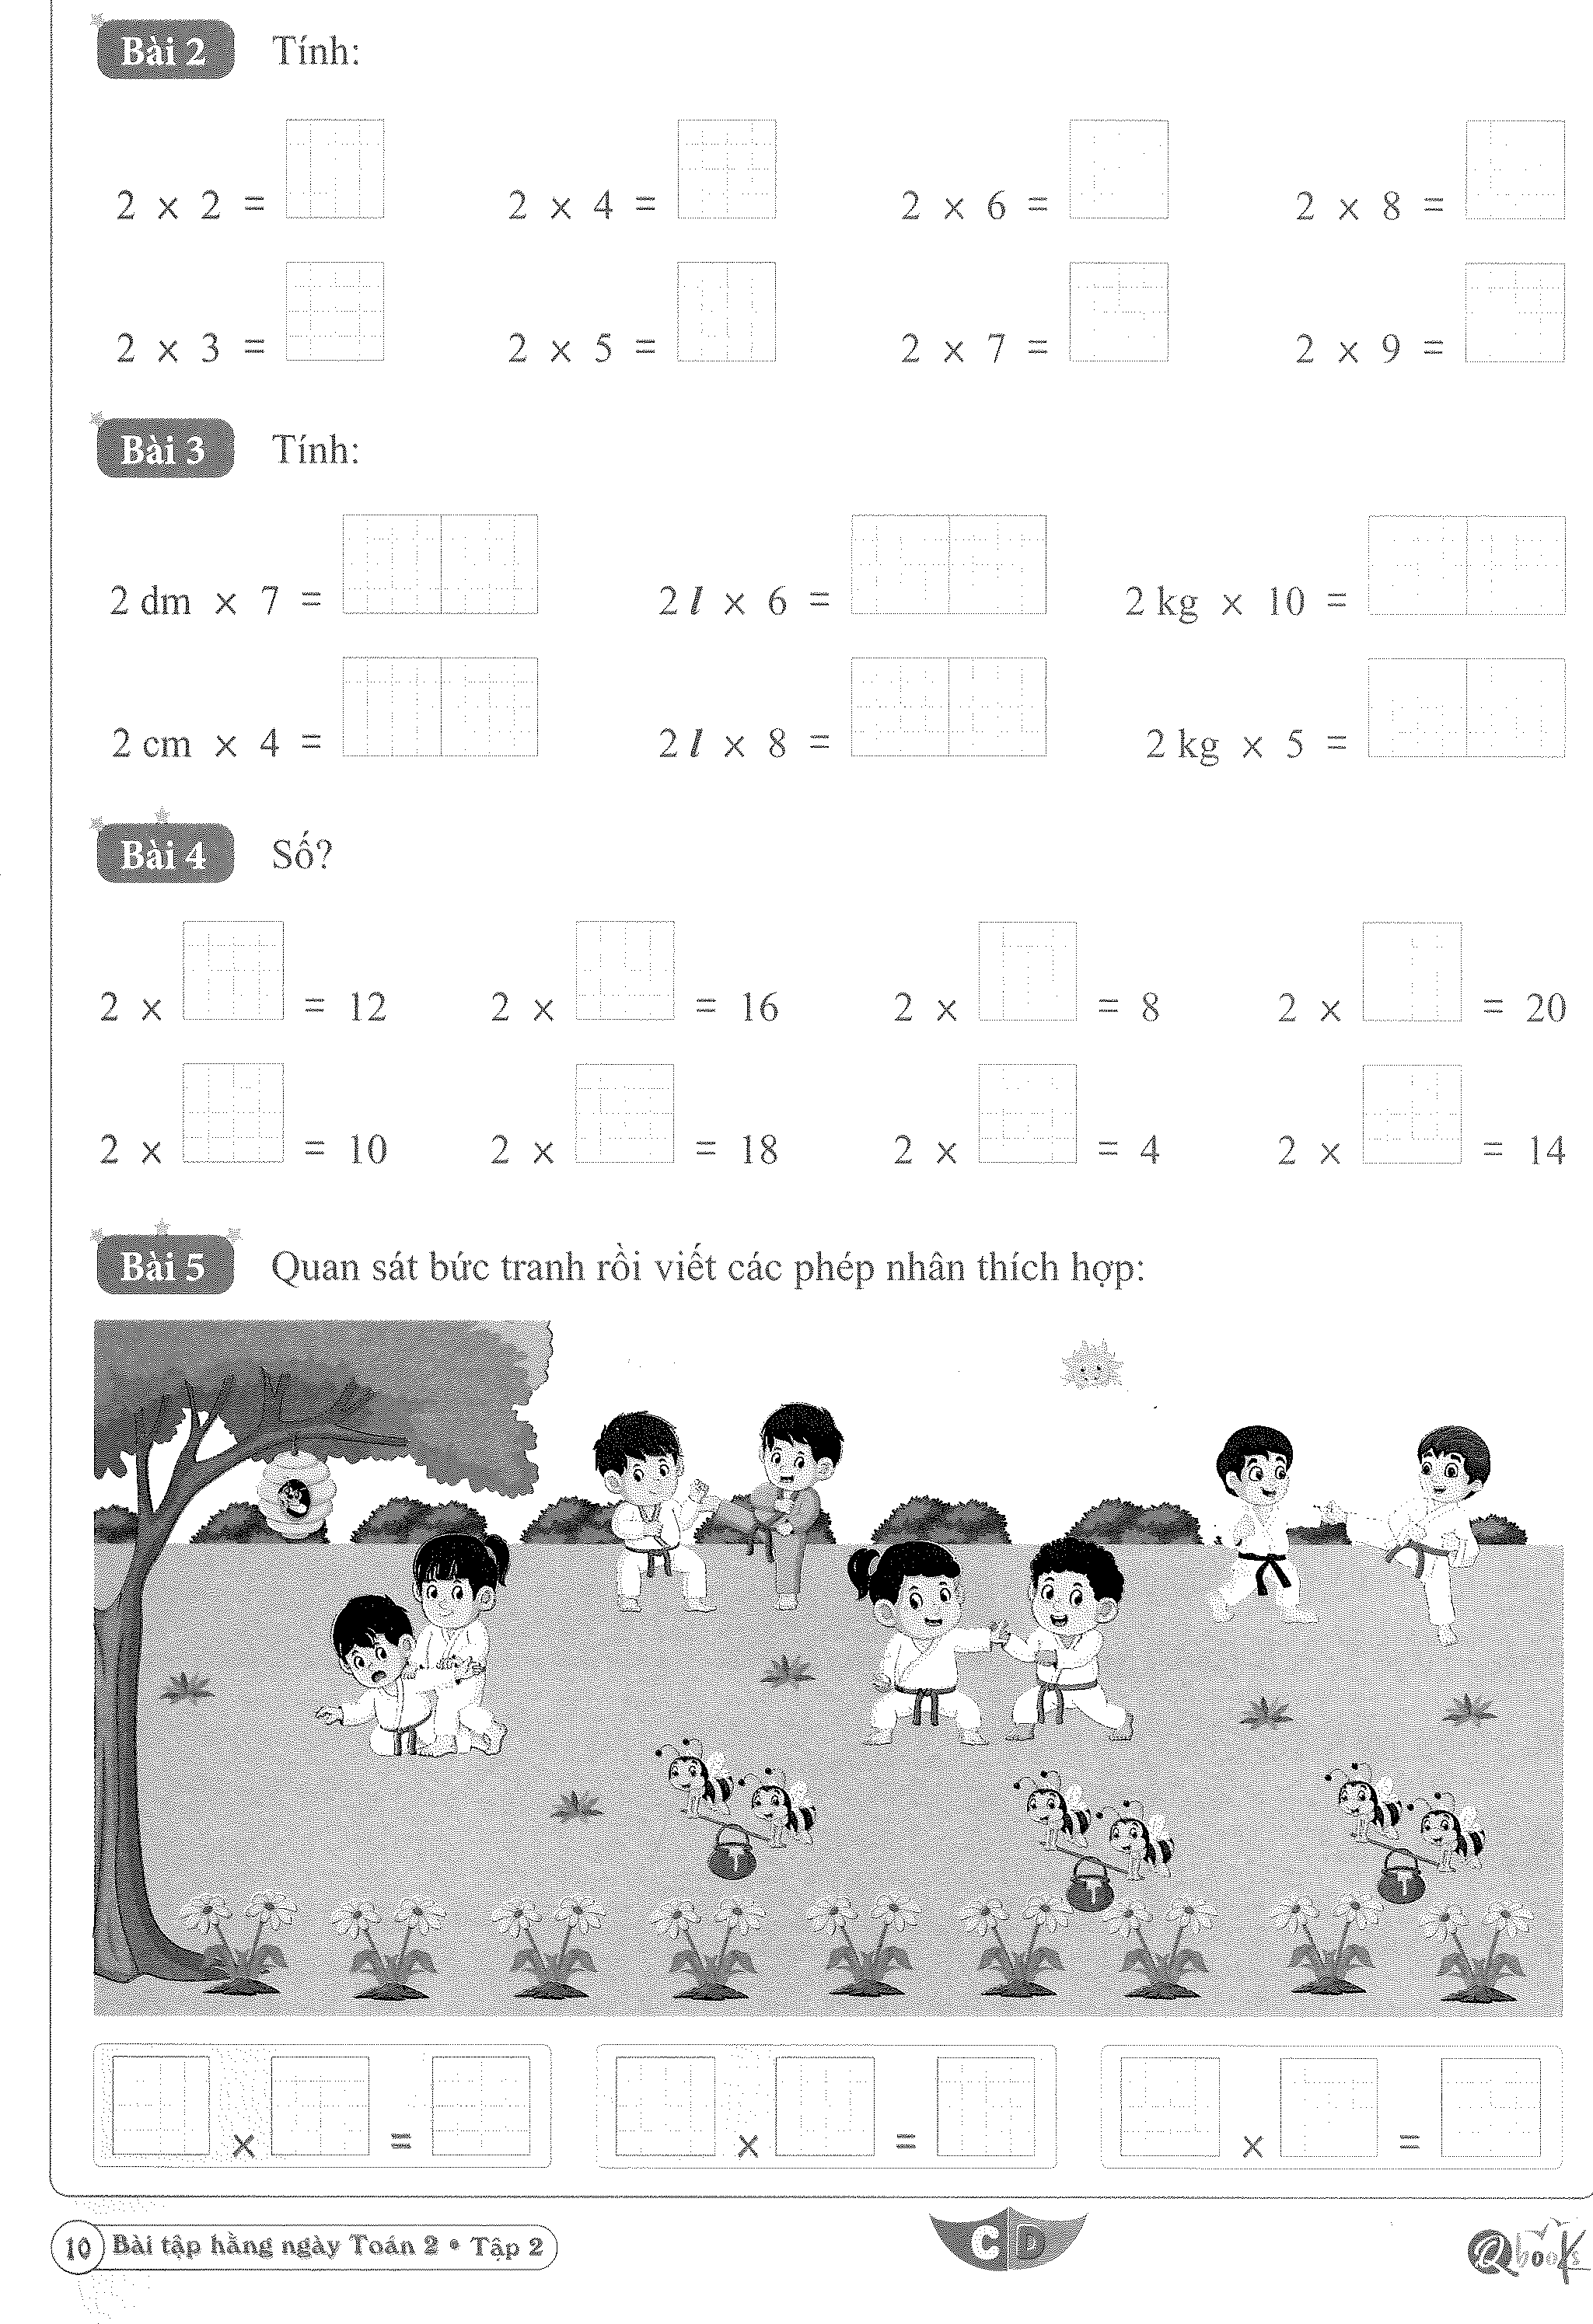 Bài 2 Tính:
2 × 2 = 2 × 4 = 2 × 6 = 2 × 8 =
2 × 3 = 2 × 5 = 2 × 7 = 2 × 9 =
Bài 3 Tính:
2 dm × 7 = 2 l × 6 = 2 kg × 10 =
2 cm × 4 = 2 l × 8 = 2 kg × 5 =
Bài 4 Số?
2 × = 12 2 × = 16 2 × = 8 2 × = 20
2 × = 10 2 × = 18 2 × = 4 2 × = 14
Bài 5 Quan sát bức tranh rồi viết các phép nhân thích hợp:
× = × = × =
10 Bài tập hằng ngày Toán 2 • Tập 2 C D Qbooks